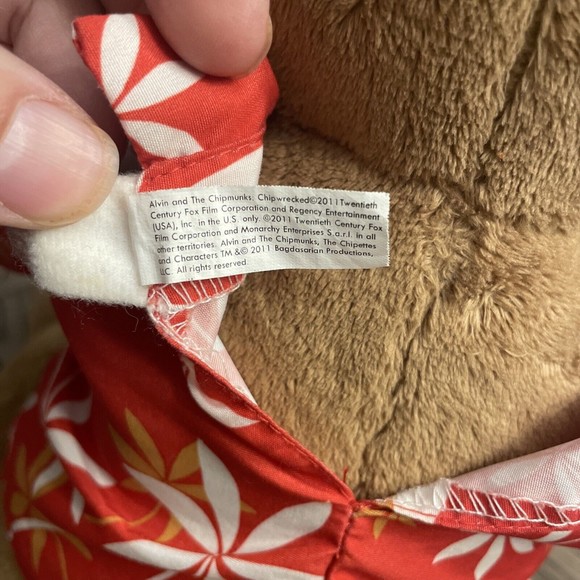 Alvin and The Chipmunks. Chipwrecked©2011Twentieth
Century Fox Film Corporation and Regency Entertainment
(USA), Inc. in the U.S. only. ©2011 Twentieth Century Fox
Film Corporation and Monarchy Enterprises S.a.r.l. in all
other territories. Alvin and The Chipmunks, The Chipettes
and Characters TM &© 2011 Bagdasarian Productions,
LLC. All rights reserved.